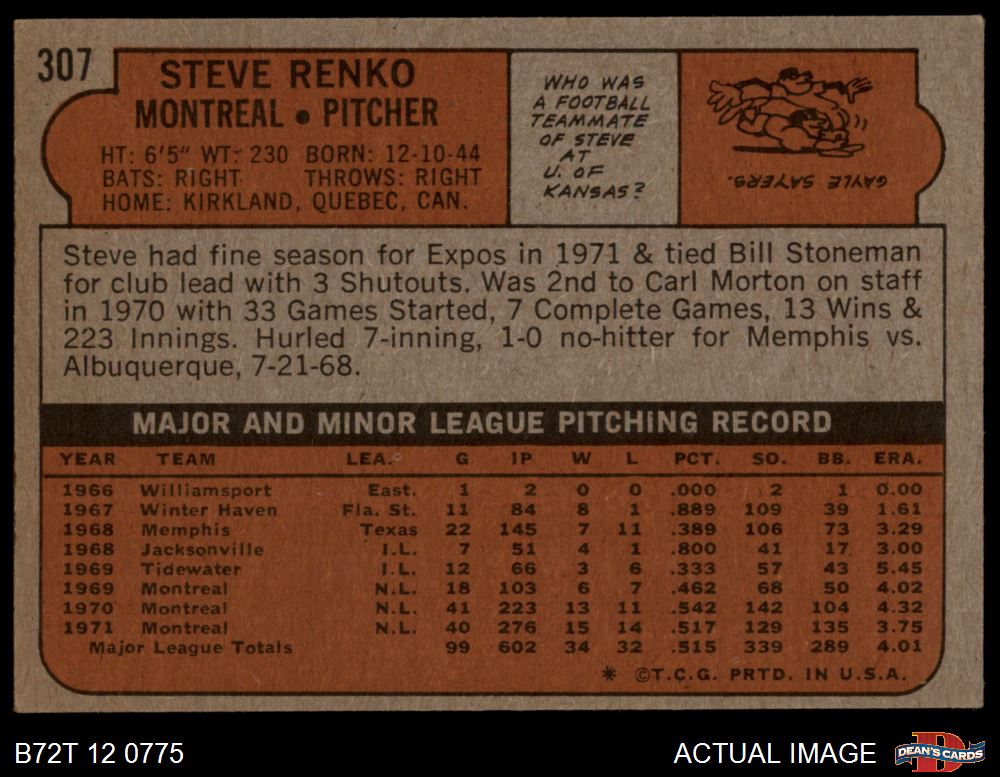 307
STEVE RENKO
MONTREAL • PITCHER
HT: 6'5" WT: 230 BORN: 12-10-44
BATS: RIGHT THROWS: RIGHT
HOME: KIRKLAND, QUEBEC, CAN.
WHO WAS
A FOOTBALL
TEAMMATE
OF STEVE
AT
U. OF
KANSAS?
GAYLE SAYERS.
Steve had fine season for Expos in 1971 & tied Bill Stoneman
for club lead with 3 Shutouts. Was 2nd to Carl Morton on staff
in 1970 with 33 Games Started, 7 Complete Games, 13 Wins &
223 Innings. Hurled 7-inning, 1-0 no-hitter for Memphis vs.
Albuquerque, 7-21-68.
MAJOR AND MINOR LEAGUE PITCHING RECORD
YEAR TEAM LEA. G IP W L PCT. SO. BB. ERA.
1966 Williamsport East. 1 2 0 0 .000 2 1 0.00
1967 Winter Haven Fla. St. 11 84 8 1 .889 109 39 1.61
1968 Memphis Texas 22 145 7 11 .389 106 73 3.29
1968 Jacksonville I.L. 7 51 4 1 .800 41 17 3.00
1969 Tidewater I.L. 12 66 3 6 .333 57 43 5.45
1969 Montreal N.L. 18 103 6 7 .462 68 50 4.02
1970 Montreal N.L. 41 223 13 11 .542 142 104 4.32
1971 Montreal N.L. 40 276 15 14 .517 129 135 3.75
Major League Totals 99 602 34 32 .515 339 289 4.01
* ©T.C.G. PRTD. IN U.S.A.
B72T 12 0775
ACTUAL IMAGE
D
DEAN'S CARDS